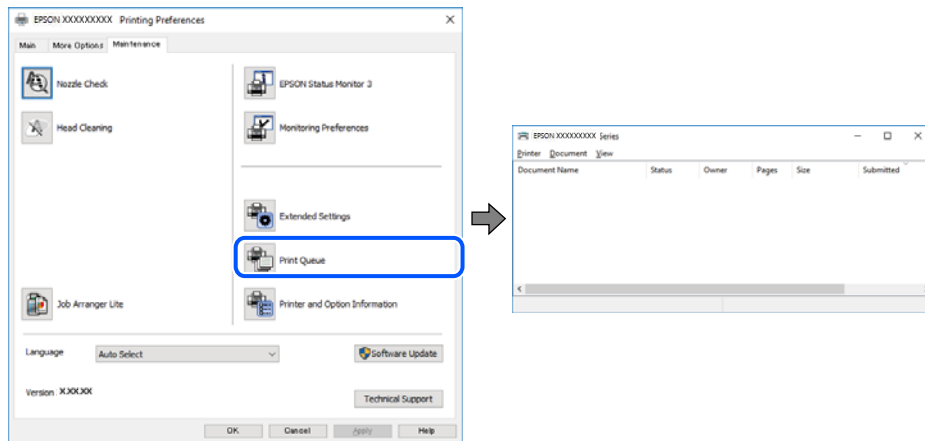 EPSON XXXXXXXXX Printing Preferences
Main More Options Maintenance
Nozzle Check
EPSON Status Monitor 3
Head Cleaning
Monitoring Preferences
Extended Settings
Print Queue
Job Arranger Lite
Printer and Option Information
Language Auto Select
Software Update
Version X.XX.XX
Technical Support
OK Cancel Apply Help
EPSON XXXXXXXXX Series
Printer Document View
Document Name Status Owner Pages Size Submitted